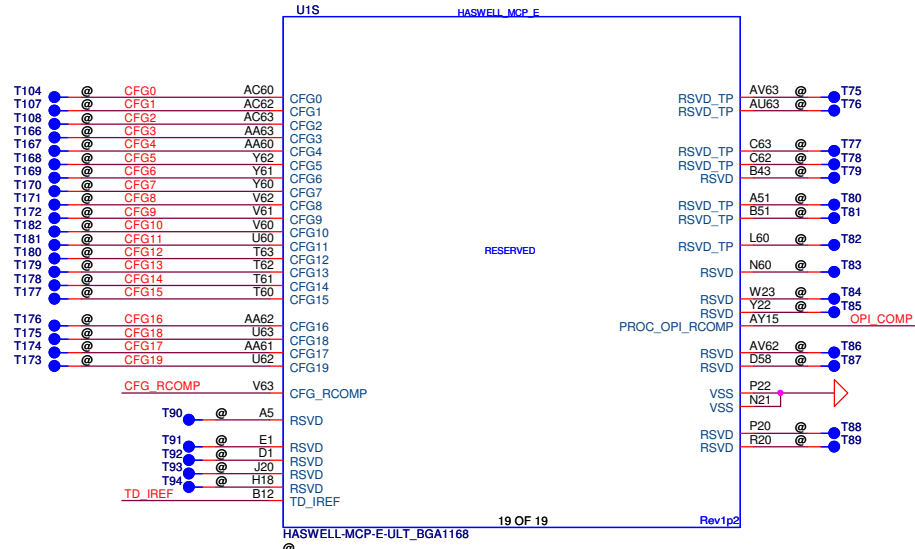 U1S
HASWELL_MCP_E
T104 @ CFG0 AC60 CFG0 RSVD_TP AV63 @ T75
T107 @ CFG1 AC62 CFG1 RSVD_TP AU63 @ T76
T108 @ CFG2 AC63 CFG2
T166 @ CFG3 AA63 CFG3
T167 @ CFG4 AA60 CFG4 RSVD_TP C63 @ T77
T168 @ CFG5 Y62 CFG5 RSVD_TP C62 @ T78
T169 @ CFG6 Y61 CFG6 RSVD B43 @ T79
T170 @ CFG7 Y60 CFG7
T171 @ CFG8 V62 CFG8 RSVD_TP A51 @ T80
T172 @ CFG9 V61 CFG9 RSVD_TP B51 @ T81
T182 @ CFG10 V60 CFG10
T181 @ CFG11 U60 CFG11 RSVD_TP L60 @ T82
T180 @ CFG12 T63 CFG12 RESERVED
T179 @ CFG13 T62 CFG13 RSVD N60 @ T83
T178 @ CFG14 T61 CFG14
T177 @ CFG15 T60 CFG15 RSVD W23 @ T84
RSVD Y22 @ T85
T176 @ CFG16 AA62 CFG16 PROC_OPI_RCOMP AY15 OPI_COMP
T175 @ CFG18 U63 CFG18
T174 @ CFG17 AA61 CFG17 RSVD AV62 @ T86
T173 @ CFG19 U62 CFG19 RSVD D58 @ T87
CFG_RCOMP V63 CFG_RCOMP VSS P22
VSS N21
T90 @ A5 RSVD
RSVD P20 @ T88
T91 @ E1 RSVD RSVD R20 @ T89
T92 @ D1 RSVD
T93 @ J20 RSVD
T94 @ H18 RSVD
TD_IREF B12 TD_IREF
19 OF 19 Rev1p2
HASWELL-MCP-E-ULT_BGA1168
@